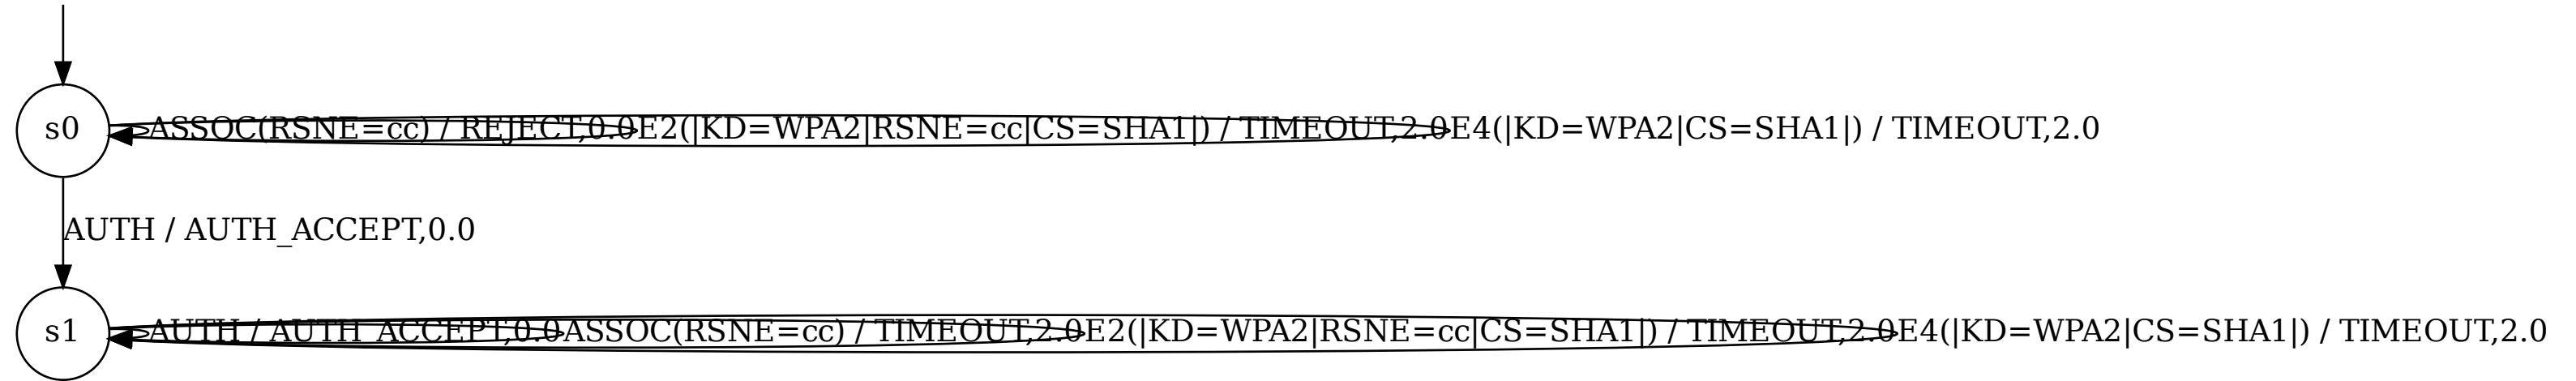 s0
ASSOC(RSNE=cc) / REJECT,0.0
E2(|KD=WPA2|RSNE=cc|CS=SHA1|) / TIMEOUT,2.0
E4(|KD=WPA2|CS=SHA1|) / TIMEOUT,2.0
AUTH / AUTH_ACCEPT,0.0
s1
AUTH / AUTH_ACCEPT,0.0
ASSOC(RSNE=cc) / TIMEOUT,2.0
E2(|KD=WPA2|RSNE=cc|CS=SHA1|) / TIMEOUT,2.0
E4(|KD=WPA2|CS=SHA1|) / TIMEOUT,2.0